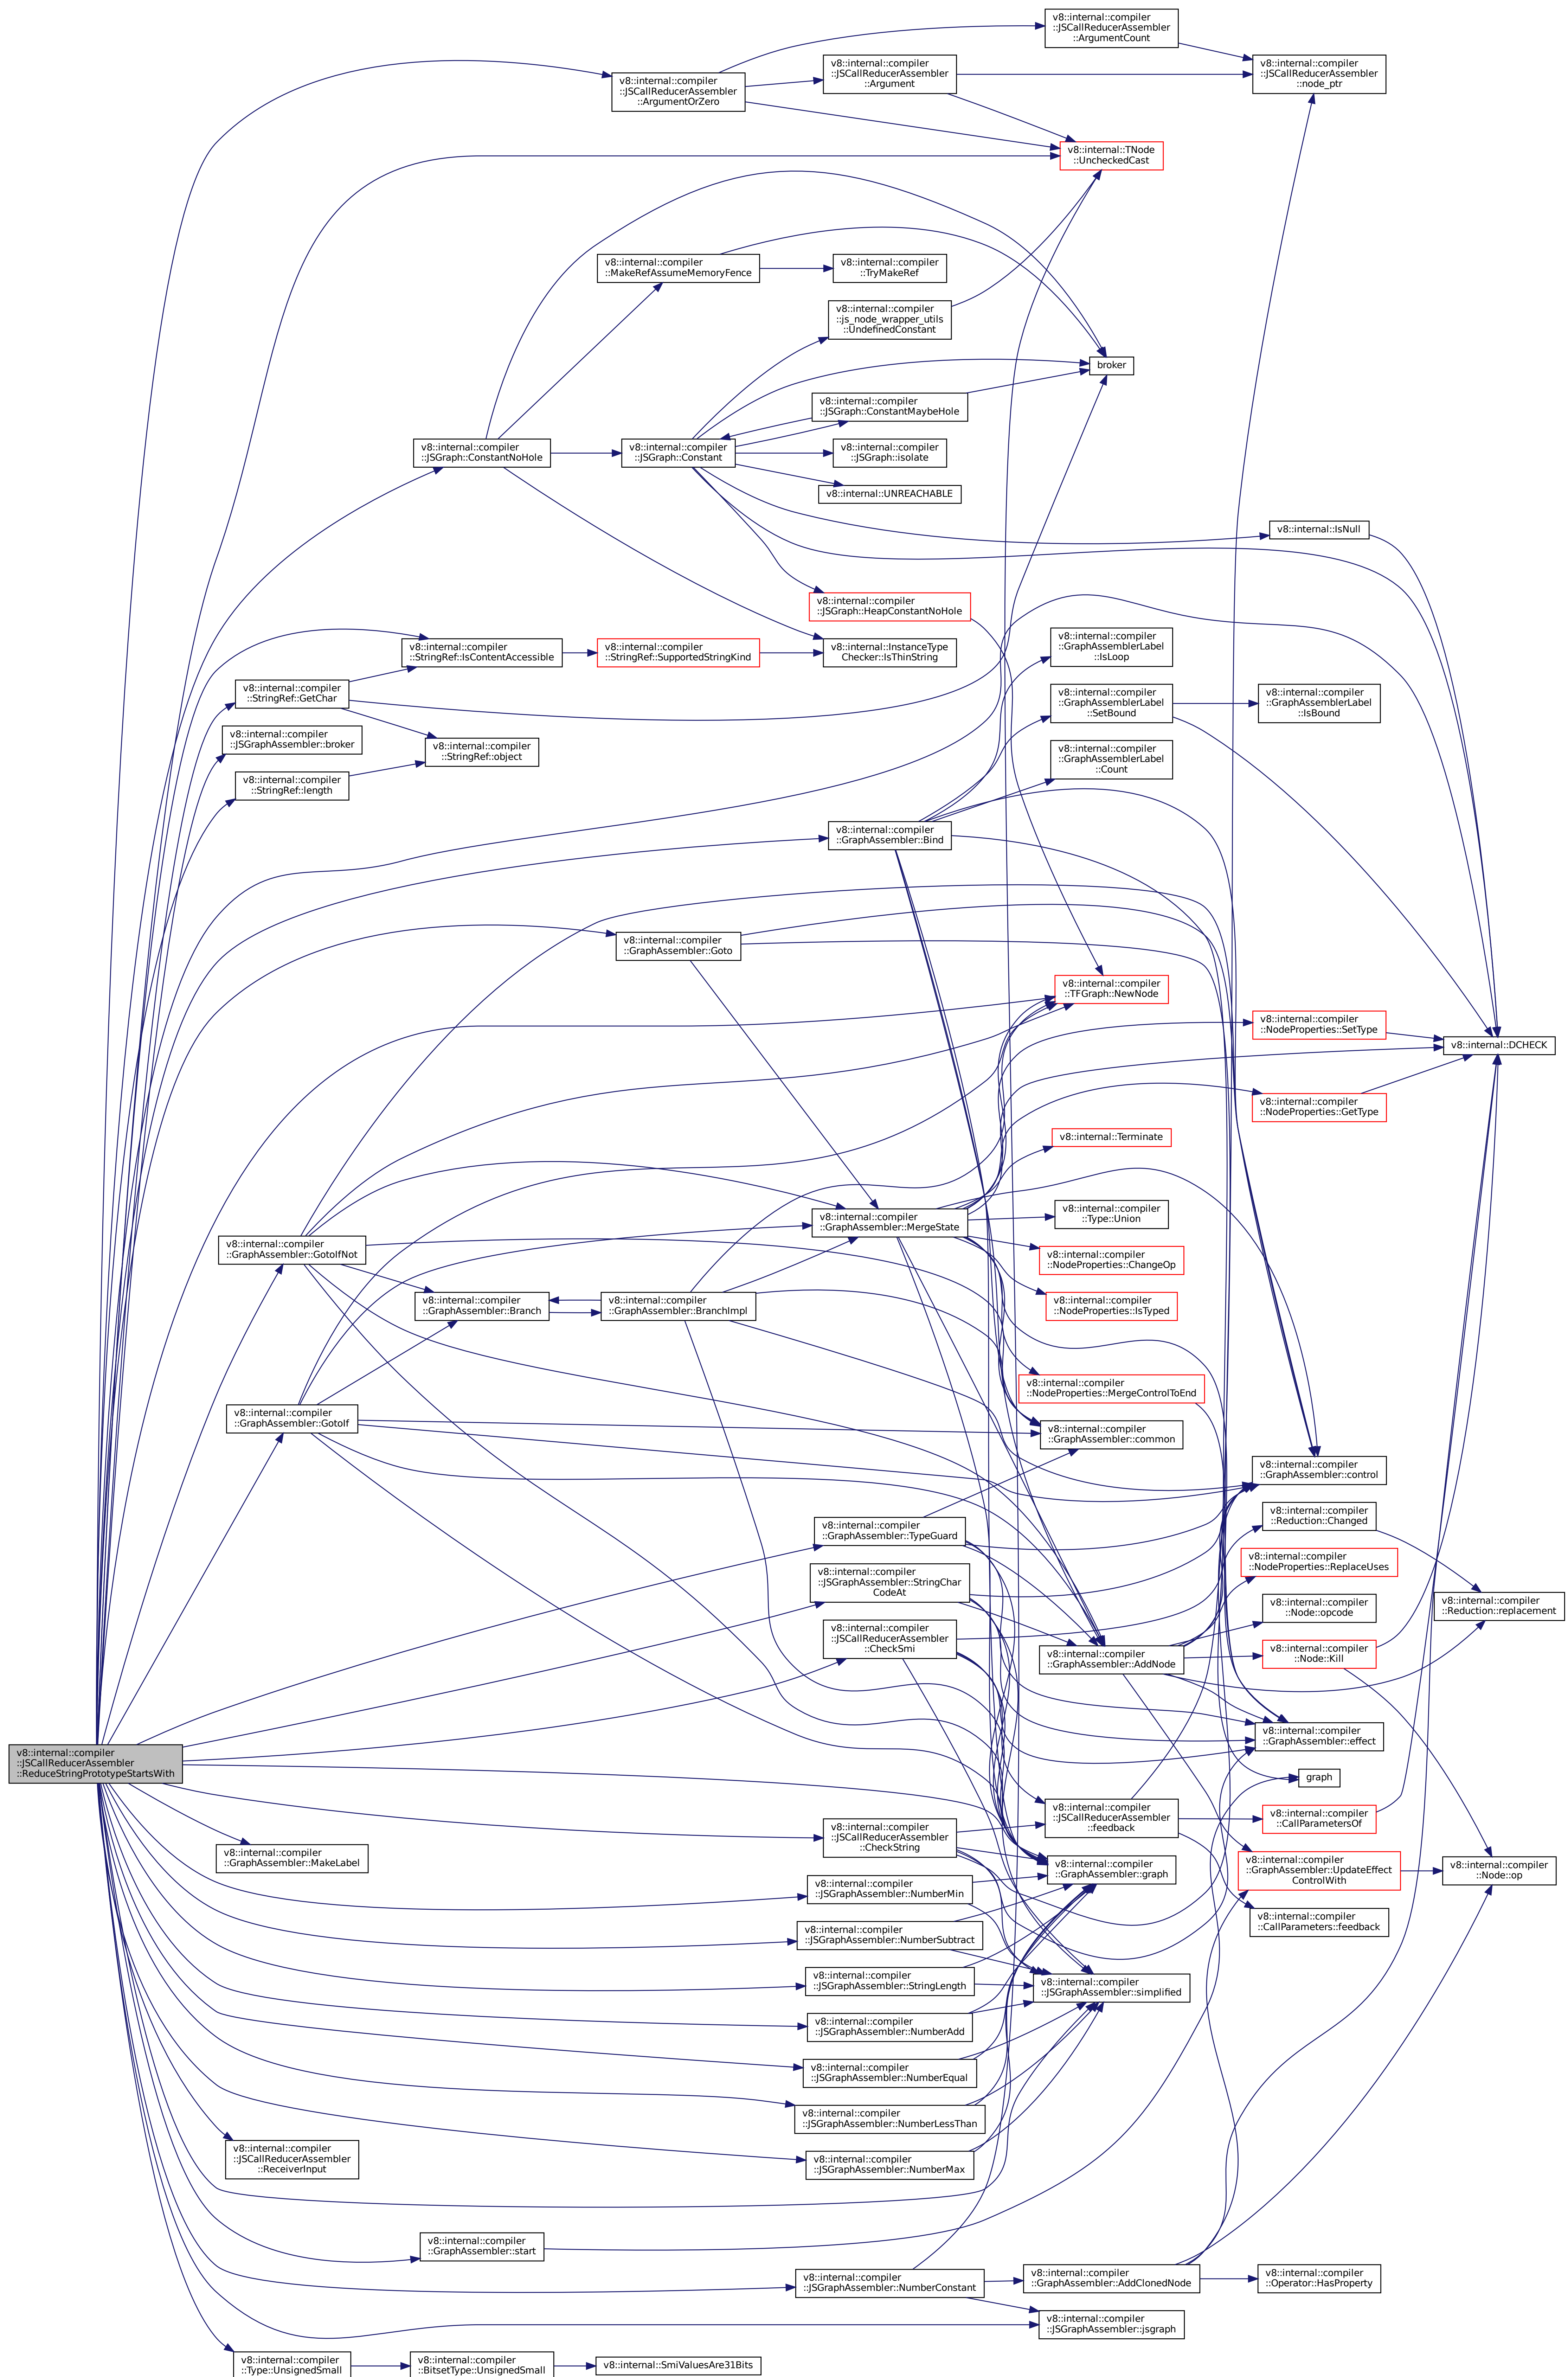 v8::internal::compiler
::JSCallReducerAssembler
::ArgumentCount
v8::internal::compiler
::JSCallReducerAssembler
::ArgumentOrZero
v8::internal::compiler
::JSCallReducerAssembler
::Argument
v8::internal::compiler
::JSCallReducerAssembler
::node_ptr
v8::internal::TNode
::UncheckedCast
v8::internal::compiler
::MakeRefAssumeMemoryFence
v8::internal::compiler
::TryMakeRef
v8::internal::compiler
::js_node_wrapper_utils
::UndefinedConstant
broker
v8::internal::compiler
::JSGraph::ConstantMaybeHole
v8::internal::compiler
::JSGraph::ConstantNoHole
v8::internal::compiler
::JSGraph::Constant
v8::internal::compiler
::JSGraph::isolate
v8::internal::UNREACHABLE
v8::internal::IsNull
v8::internal::compiler
::JSGraph::HeapConstantNoHole
v8::internal::compiler
::StringRef::IsContentAccessible
v8::internal::compiler
::StringRef::SupportedStringKind
v8::internal::InstanceType
Checker::IsThinString
v8::internal::compiler
::GraphAssemblerLabel
::IsLoop
v8::internal::compiler
::StringRef::GetChar
v8::internal::compiler
::GraphAssemblerLabel
::SetBound
v8::internal::compiler
::GraphAssemblerLabel
::IsBound
v8::internal::compiler
::JSGraphAssembler::broker
v8::internal::compiler
::StringRef::object
v8::internal::compiler
::GraphAssemblerLabel
::Count
v8::internal::compiler
::StringRef::length
v8::internal::compiler
::GraphAssembler::Bind
v8::internal::compiler
::GraphAssembler::Goto
v8::internal::compiler
::TFGraph::NewNode
v8::internal::compiler
::NodeProperties::SetType
v8::internal::DCHECK
v8::internal::compiler
::NodeProperties::GetType
v8::internal::Terminate
v8::internal::compiler
::Type::Union
v8::internal::compiler
::GraphAssembler::MergeState
v8::internal::compiler
::GraphAssembler::GotoIfNot
v8::internal::compiler
::NodeProperties::ChangeOp
v8::internal::compiler
::GraphAssembler::Branch
v8::internal::compiler
::GraphAssembler::BranchImpl
v8::internal::compiler
::NodeProperties::IsTyped
v8::internal::compiler
::NodeProperties::MergeControlToEnd
v8::internal::compiler
::GraphAssembler::GotoIf
v8::internal::compiler
::GraphAssembler::common
v8::internal::compiler
::GraphAssembler::control
v8::internal::compiler
::GraphAssembler::TypeGuard
v8::internal::compiler
::Reduction::Changed
v8::internal::compiler
::NodeProperties::ReplaceUses
v8::internal::compiler
::JSGraphAssembler::StringChar
CodeAt
v8::internal::compiler
::Node::opcode
v8::internal::compiler
::Reduction::replacement
v8::internal::compiler
::JSCallReducerAssembler
::CheckSmi
v8::internal::compiler
::GraphAssembler::AddNode
v8::internal::compiler
::Node::Kill
v8::internal::compiler
::GraphAssembler::effect
v8::internal::compiler
::JSCallReducerAssembler
::ReduceStringPrototypeStartsWith
graph
v8::internal::compiler
::JSCallReducerAssembler
::feedback
v8::internal::compiler
::CallParametersOf
v8::internal::compiler
::JSCallReducerAssembler
::CheckString
v8::internal::compiler
::GraphAssembler::MakeLabel
v8::internal::compiler
::GraphAssembler::graph
v8::internal::compiler
::GraphAssembler::UpdateEffect
ControlWith
v8::internal::compiler
::Node::op
v8::internal::compiler
::JSGraphAssembler::NumberMin
v8::internal::compiler
::CallParameters::feedback
v8::internal::compiler
::JSGraphAssembler::NumberSubtract
v8::internal::compiler
::JSGraphAssembler::StringLength
v8::internal::compiler
::JSGraphAssembler::simplified
v8::internal::compiler
::JSGraphAssembler::NumberAdd
v8::internal::compiler
::JSGraphAssembler::NumberEqual
v8::internal::compiler
::JSGraphAssembler::NumberLessThan
v8::internal::compiler
::JSCallReducerAssembler
::ReceiverInput
v8::internal::compiler
::JSGraphAssembler::NumberMax
v8::internal::compiler
::GraphAssembler::start
v8::internal::compiler
::JSGraphAssembler::NumberConstant
v8::internal::compiler
::GraphAssembler::AddClonedNode
v8::internal::compiler
::Operator::HasProperty
v8::internal::compiler
::JSGraphAssembler::jsgraph
v8::internal::compiler
::Type::UnsignedSmall
v8::internal::compiler
::BitsetType::UnsignedSmall
v8::internal::SmiValuesAre31Bits